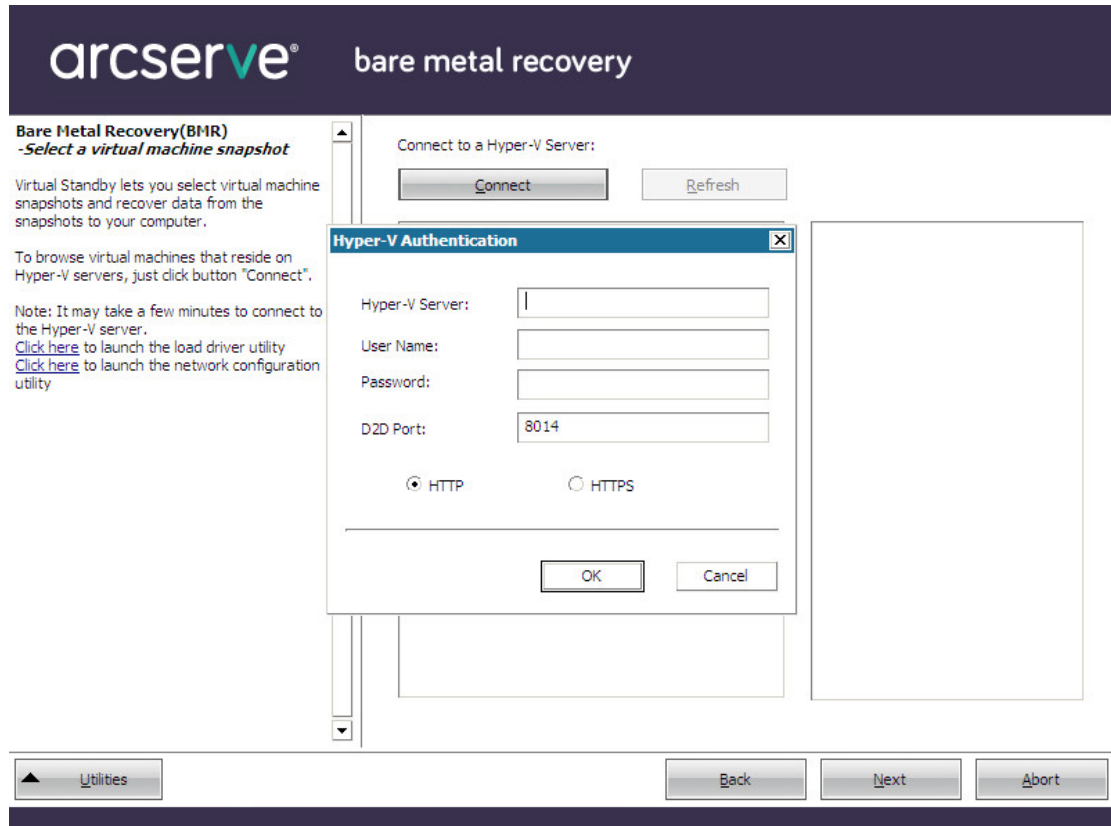 arcserve® bare metal recovery
Bare Metal Recovery(BMR)
-Select a virtual machine snapshot
Virtual Standby lets you select virtual machine
snapshots and recover data from the
snapshots to your computer.
To browse virtual machines that reside on
Hyper-V servers, just click button "Connect".
Note: It may take a few minutes to connect to
the Hyper-V server.
Click here to launch the load driver utility
Click here to launch the network configuration
utility
Connect to a Hyper-V Server:
Connect
Refresh
Hyper-V Authentication
Hyper-V Server:
User Name:
Password:
D2D Port: 8014
HTTP HTTPS
OK Cancel
Utilities Back Next Abort